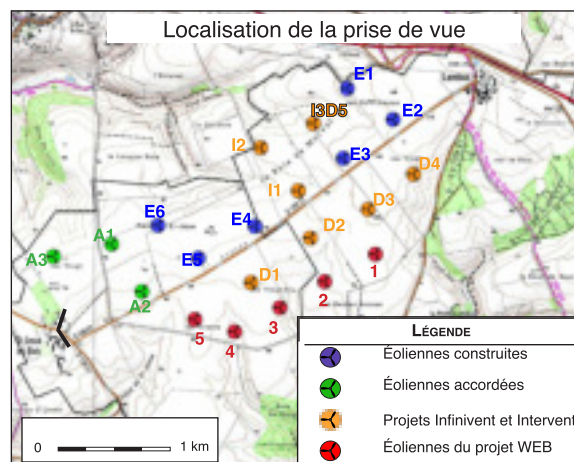 Localisation de la prise de vue
E1
I3D5
E2
I2
E3
D4
I1
D3
E6
E4
D2
A1
A3
E5
1
D1
2
A2
3
5
4
LÉGENDE
Éoliennes construites
Éoliennes accordées
Projets Infinivent et Intervent
Éoliennes du projet WEB
0
1 km